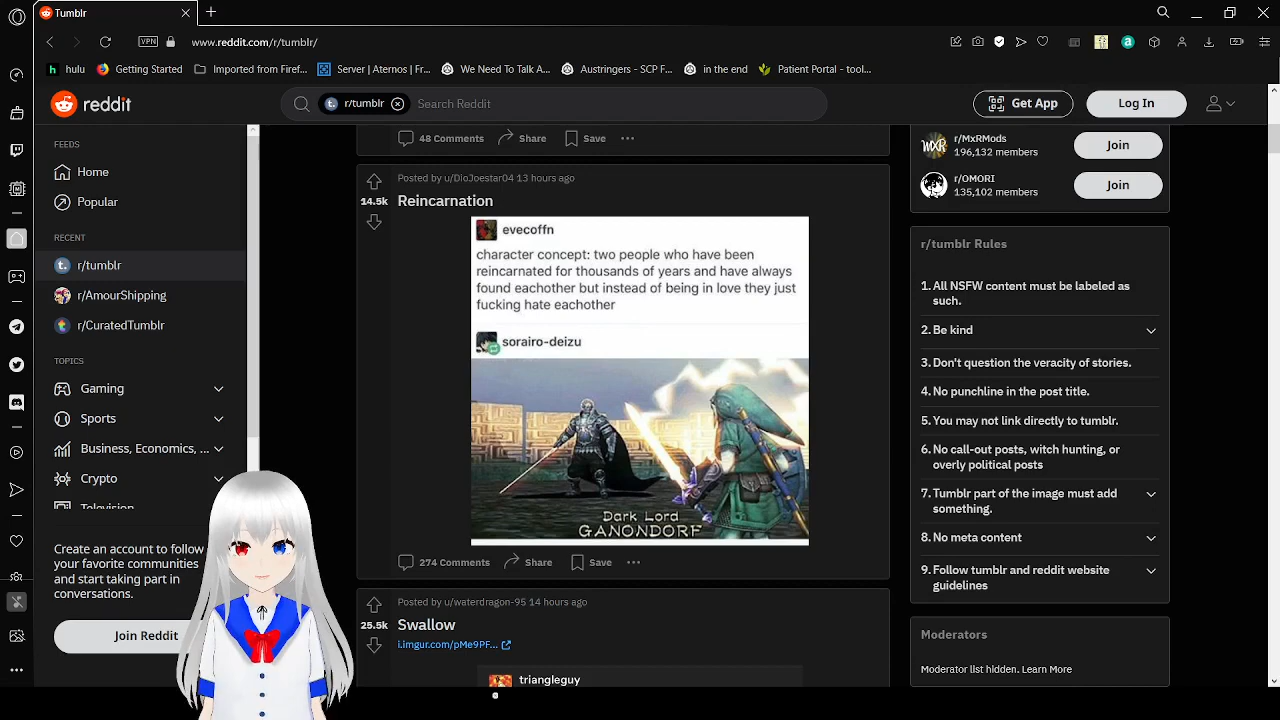 Tumblr
VPN
www.reddit.com/r/tumblr/
h hulu
Getting Started
Imported from Firef...
Server | Aternos | Fr...
We Need To Talk A...
Austringers - SCP F...
in the end
Patient Portal - tool...
reddit
r/tumblr
Search Reddit
Get App
Log In
FEEDS
Home
Popular
RECENT
r/tumblr
r/AmourShipping
r/CuratedTumblr
TOPICS
Gaming
Sports
Business, Economics, ...
Crypto
Television
Create an account to follow
your favorite communities
and start taking part in
conversations.
Join Reddit
48 Comments
Share
Save
Posted by u/DioJoestar04 13 hours ago
14.5k
Reincarnation
evecoffn
character concept: two people who have been
reincarnated for thousands of years and have always
found eachother but instead of being in love they just
fucking hate eachother
sorairo-deizu
Dark Lord
GANONDORF
274 Comments
Share
Save
Posted by u/waterdragon-95 14 hours ago
25.5k
Swallow
i.imgur.com/pMe9PF...
triangleguy
r/MxRMods
196,132 members
Join
r/OMORI
135,102 members
Join
r/tumblr Rules
1. All NSFW content must be labeled as
such.
2. Be kind
3. Don't question the veracity of stories.
4. No punchline in the post title.
5. You may not link directly to tumblr.
6. No call-out posts, witch hunting, or
overly political posts
7. Tumblr part of the image must add
something.
8. No meta content
9. Follow tumblr and reddit website
guidelines
Moderators
Moderator list hidden. Learn More